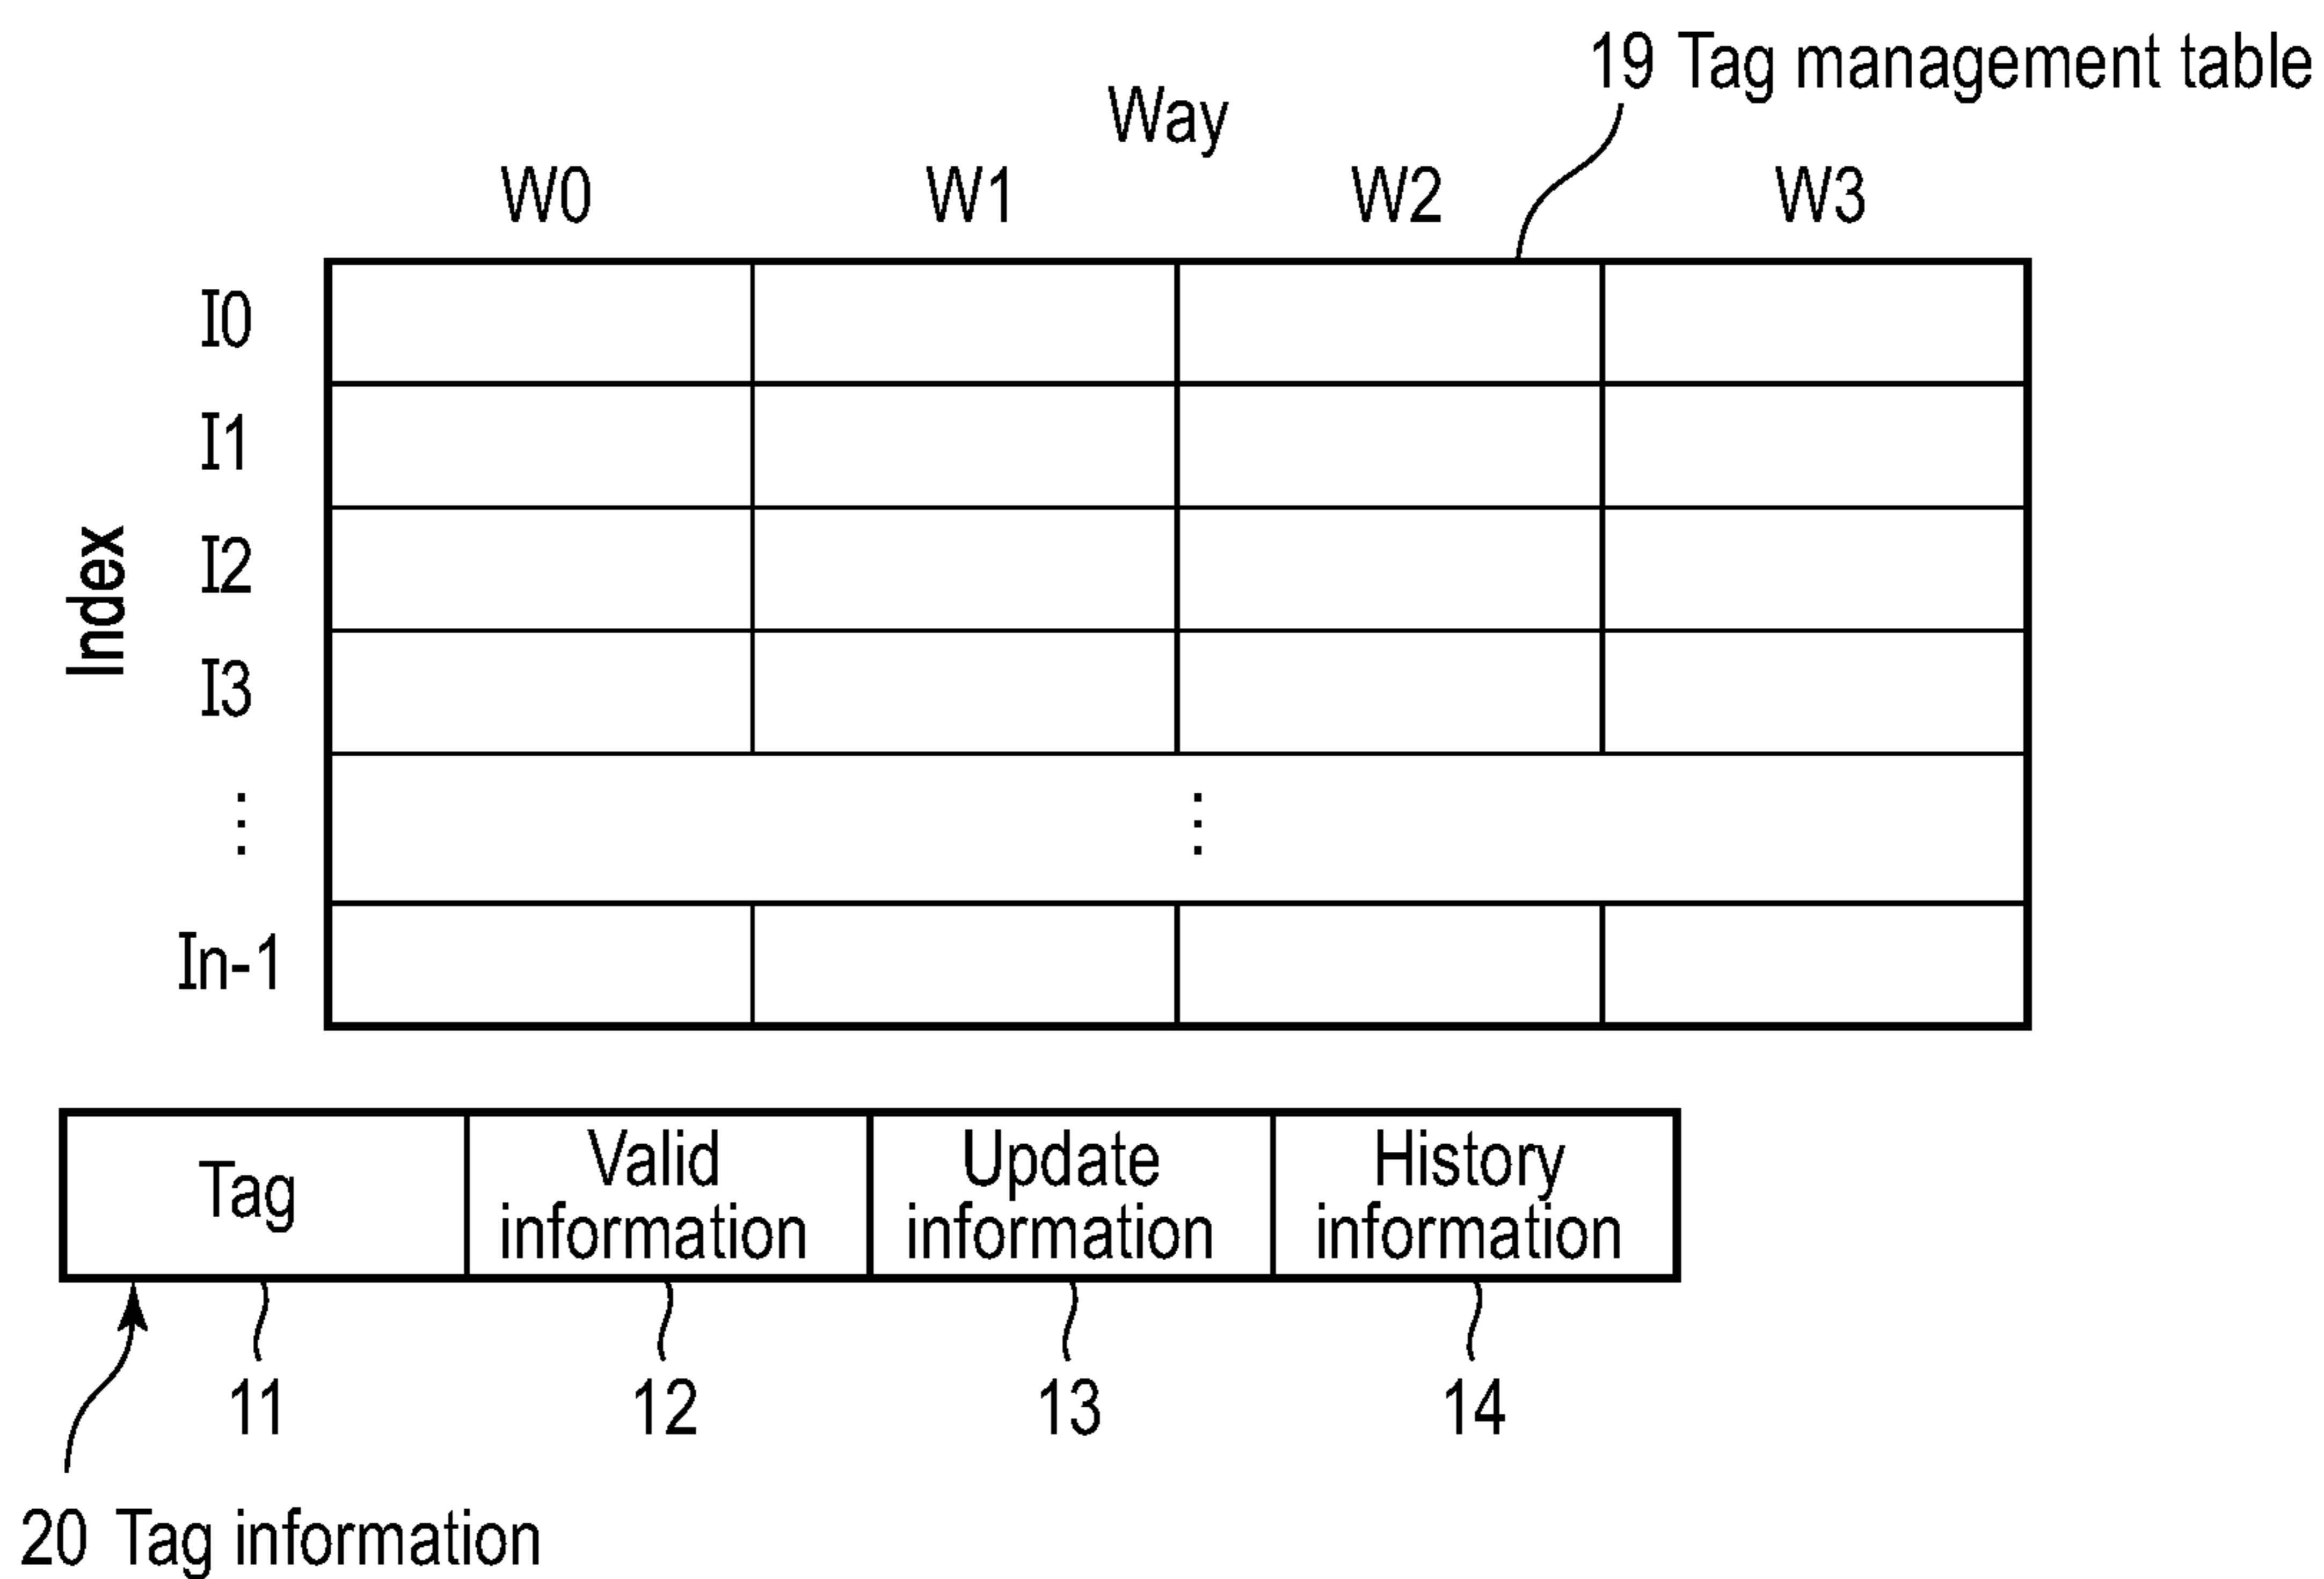 19 Tag management table
Way
W0 W1 W2 W3
Index
I0
I1
I2
I3
⋮ ⋮
In-1
Tag
Valid information
Update information
History information
11 12 13 14
20 Tag information